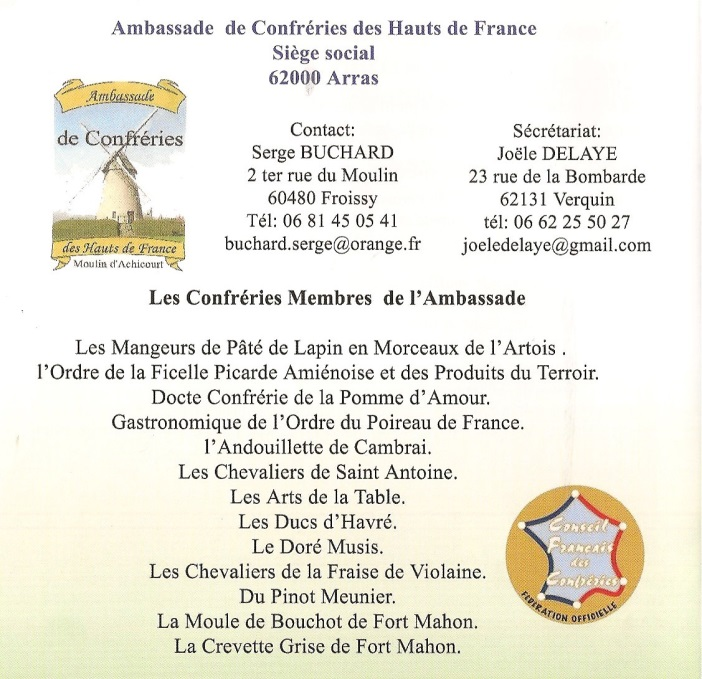 Ambassade de Confréries des Hauts de France
Siège social
62000 Arras
Ambassade
de Confréries
des Hauts de France
Moulin d'Achicourt
Contact:
Serge BUCHARD
2 ter rue du Moulin
60480 Froissy
Tél: 06 81 45 05 41
buchard.serge@orange.fr
Sécrétariat:
Joële DELAYE
23 rue de la Bombarde
62131 Verquin
tél: 06 62 25 50 27
joeledelaye@gmail.com
Les Confréries Membres de l'Ambassade
Les Mangeurs de Pâté de Lapin en Morceaux de l'Artois .
l'Ordre de la Ficelle Picarde Amiénoise et des Produits du Terroir.
Docte Confrérie de la Pomme d'Amour.
Gastronomique de l'Ordre du Poireau de France.
l'Andouillette de Cambrai.
Les Chevaliers de Saint Antoine.
Les Arts de la Table.
Les Ducs d'Havré.
Le Doré Musis.
Les Chevaliers de la Fraise de Violaine.
Du Pinot Meunier.
La Moule de Bouchot de Fort Mahon.
La Crevette Grise de Fort Mahon.
Conseil
Français
des
Confréries
FÉDÉRATION OFFICIELLE